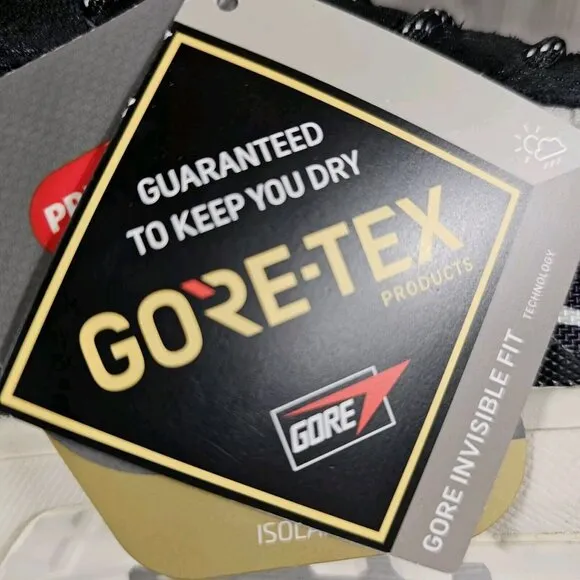 GUARANTEED
TO KEEP YOU DRY
GORE-TEX
PRODUCTS
GORE
GORE INVISIBLE FIT TECHNOLOGY